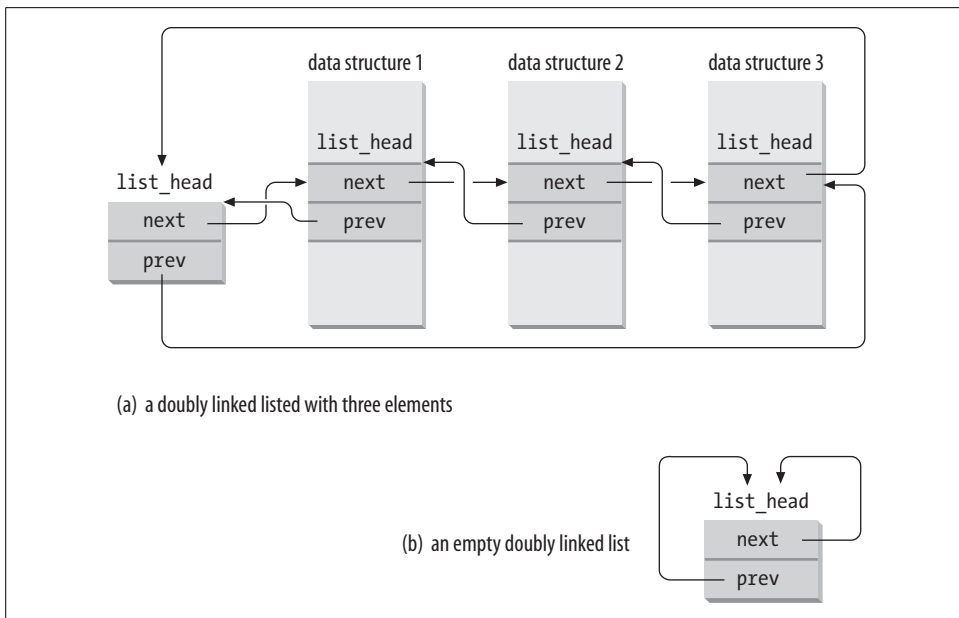 data structure 1 data structure 2 data structure 3
list_head list_head list_head
list_head
next next next
next
prev prev prev
prev
(a) a doubly linked listed with three elements
list_head
(b) an empty doubly linked list
next
prev